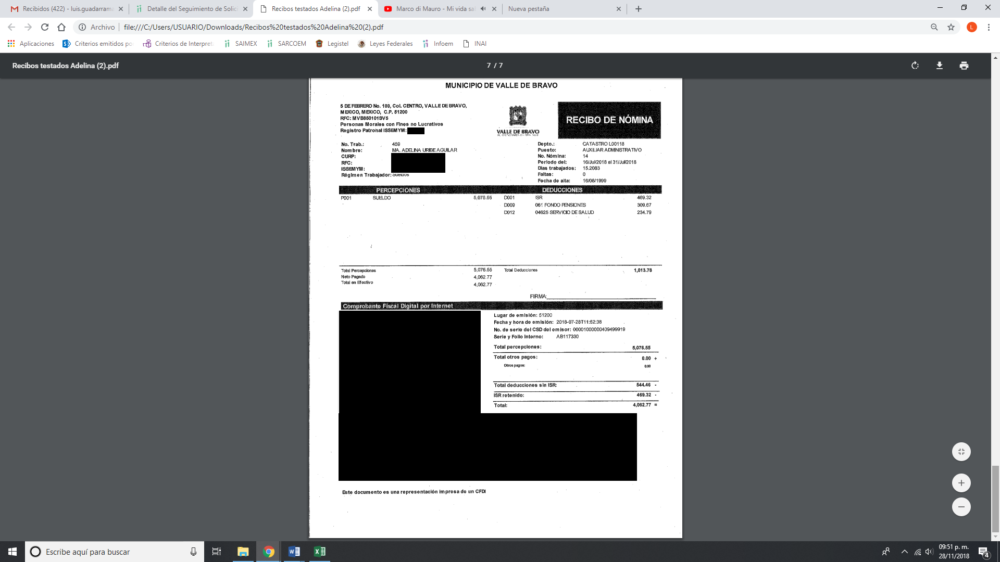 Recibidos (422) - luis.guadarrama
Detalle del Seguimiento de Solici
Recibos testados Adelina (2).pdf
Marco di Mauro - Mi vida sa
Nueva pestaña
Archivo
file:///C:/Users/USUARIO/Downloads/Recibos%20testados%20Adelina%20(2).pdf
L
Aplicaciones
Criterios emitidos po
Criterios de Interpret
SAIMEX
SARCOEM
Legistel
Leyes Federales
Infoem
INAI
Recibos testados Adelina (2).pdf
7 / 7
MUNICIPIO DE VALLE DE BRAVO
5 DE FEBRERO No. 100, Col. CENTRO, VALLE DE BRAVO,
MEXICO, MEXICO, C.P. 51200
RFC: MVB850101SV5
Personas Morales con Fines no Lucrativos
Registro Patronal ISSEMYM:
VALLE DE BRAVO
RECIBO DE NÓMINA
No. Trab.: 469
Nombre: MA. ADELINA URIBE AGUILAR
CURP:
RFC:
ISSEMYM:
Régimen Trabajador: Sueldos
Depto.: CATASTRO L00118
Puesto: AUXILIAR ADMINISTRATIVO
No. Nómina: 14
Periodo del: 16/Jul/2018 al 31/Jul/2018
Dias trabajados: 15.2083
Faltas: 0
Fecha de alta: 16/08/1999
PERCEPCIONES DEDUCCIONES
P001 SUELDO 5,076.55 D001 ISR 469.32
D009 061 FONDO PENSIONES 309.67
D012 04625 SERVICIO DE SALUD 234.79
Total Percepciones 5,076.55 Total Deducciones 1,013.78
Neto Pagado 4,062.77
Total en Efectivo 4,062.77
FIRMA:
Comprobante Fiscal Digital por Internet
Lugar de emisión: 51200
Fecha y hora de emisión: 2018-07-28T11:52:38
No. de serie del CSD del emisor: 00001000000409499919
Serie y Folio Interno: AB117330
Total percepciones: 5,076.55
Total otros pagos: 0.00 +
Otros pagos: 0.00
Total deducciones sin ISR: 544.46 -
ISR retenido: 469.32 -
Total: 4,062.77 =
Este documento es una representación impresa de un CFDI
Escribe aquí para buscar
09:51 p. m.
28/11/2018
4